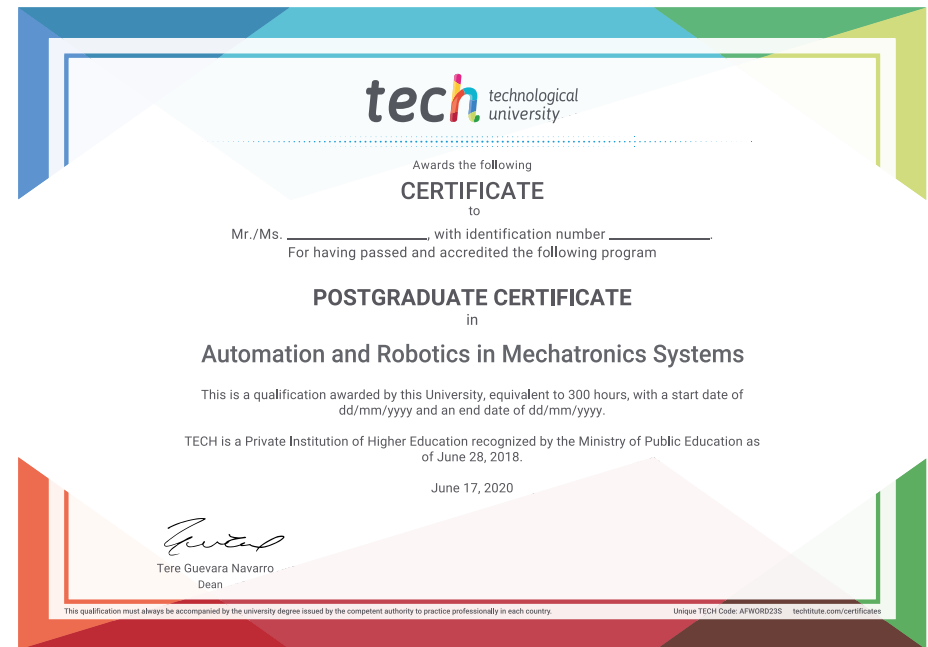 tech technological
university
Awards the following
CERTIFICATE
to
Mr./Ms. ____________________, with identification number ______________.
For having passed and accredited the following program
POSTGRADUATE CERTIFICATE
in
Automation and Robotics in Mechatronics Systems
This is a qualification awarded by this University, equivalent to 300 hours, with a start date of
dd/mm/yyyy and an end date of dd/mm/yyyy.
TECH is a Private Institution of Higher Education recognized by the Ministry of Public Education as
of June 28, 2018.
June 17, 2020
Tere Guevara Navarro
Dean
This qualification must always be accompanied by the university degree issued by the competent authority to practice professionally in each country.
Unique TECH Code: AFWORD23S techtitute.com/certificates